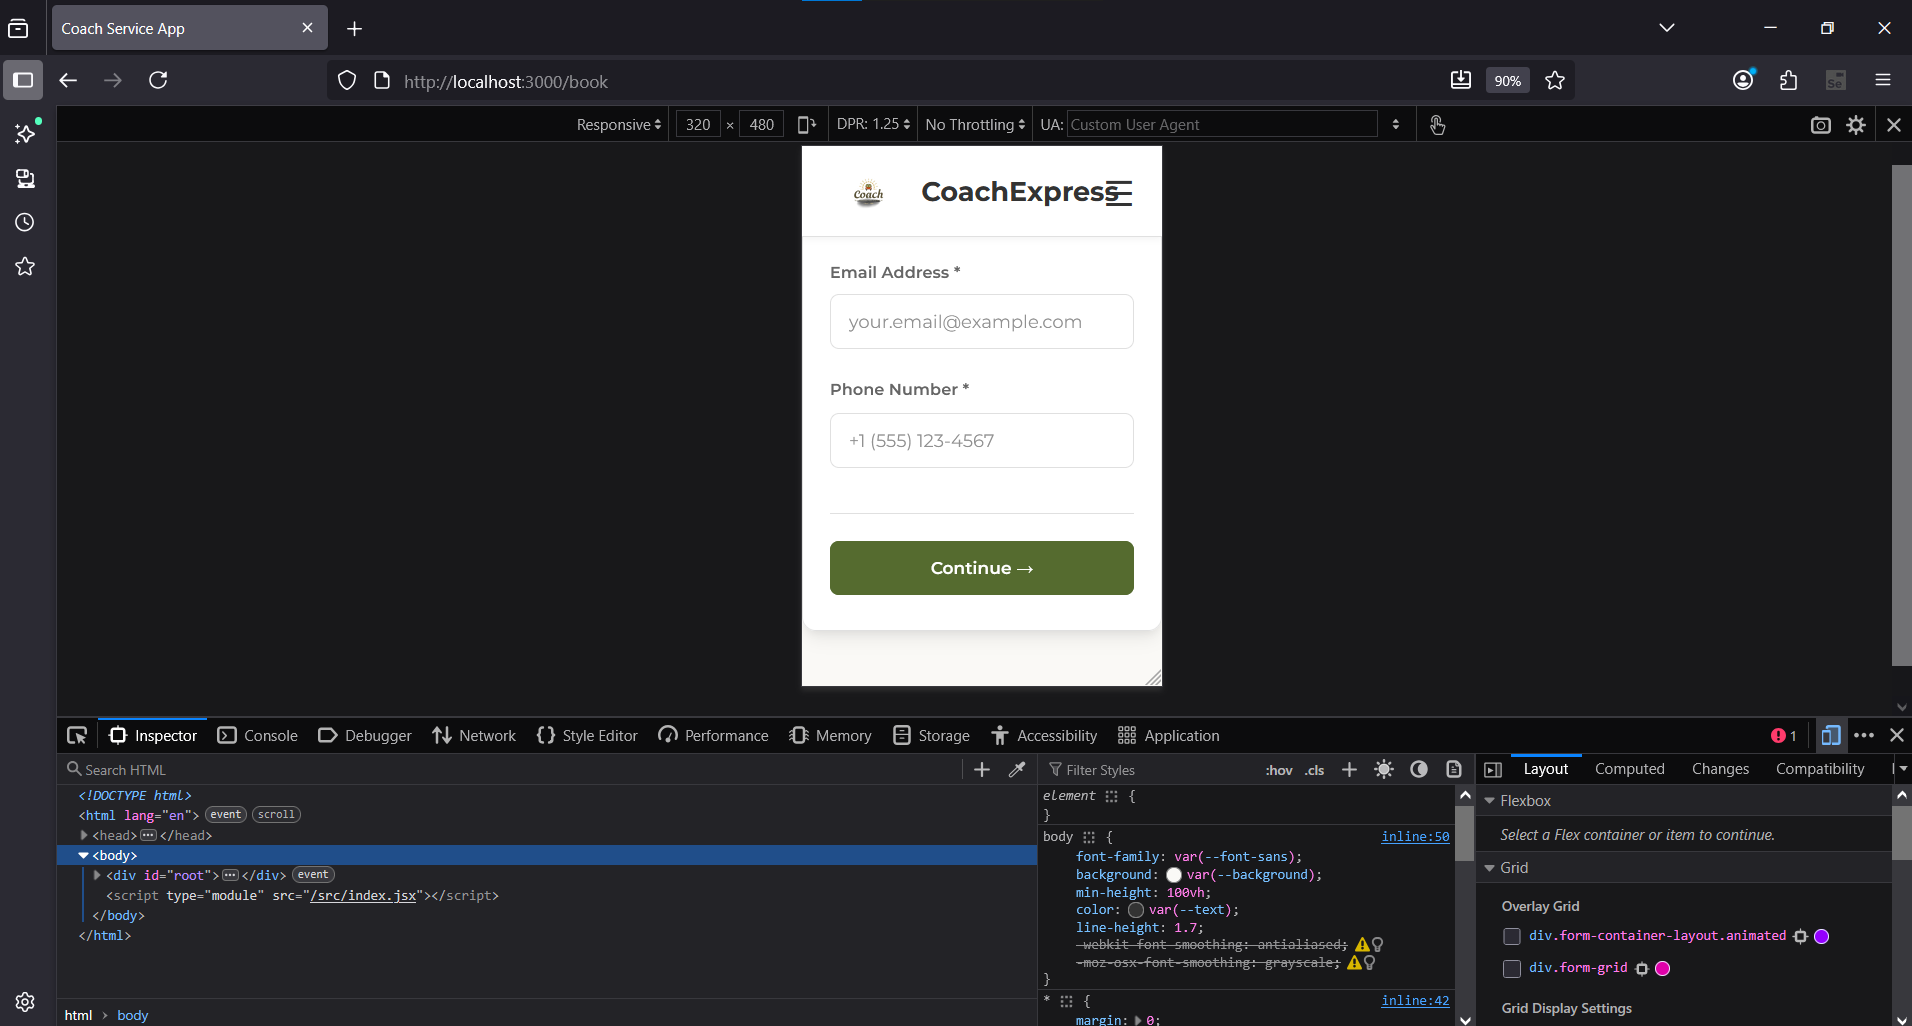 Coach Service App
http://localhost:3000/book
90%
Se
Responsive
320 × 480
DPR: 1.25
No Throttling
UA: Custom User Agent
Coach
CoachExpress
Email Address *
your.email@example.com
Phone Number *
+1 (555) 123-4567
Continue →
Inspector
Console
Debugger
Network
Style Editor
Performance
Memory
Storage
Accessibility
Application
1
Search HTML
<!DOCTYPE html>
<html lang="en"> event scroll
<head> ••• </head>
<body>
<div id="root"> ••• </div> event
<script type="module" src="/src/index.jsx"></script>
</body>
</html>
html > body
Filter Styles
:hov .cls
element {
}
body { inline:50
font-family: var(--font-sans);
background: var(--background);
min-height: 100vh;
color: var(--text);
line-height: 1.7;
-webkit-font-smoothing: antialiased;
-moz-osx-font-smoothing: grayscale;
}
* { inline:42
margin: 0;
Layout
Computed
Changes
Compatibility
Flexbox
Select a Flex container or item to continue.
Grid
Overlay Grid
div.form-container-layout.animated
div.form-grid
Grid Display Settings